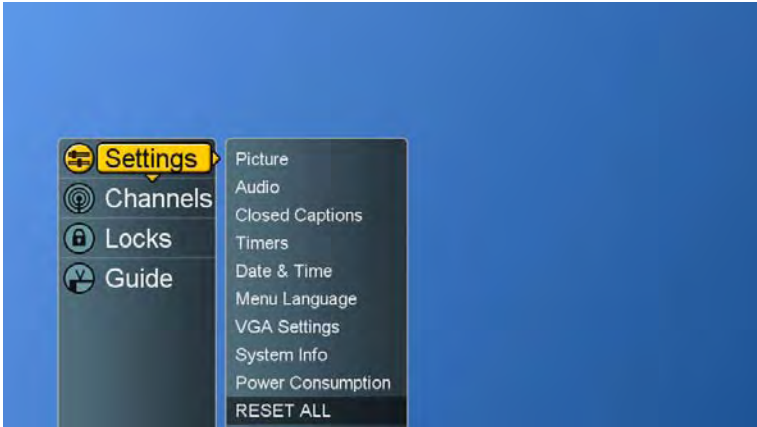 Settings
Channels
Locks
Guide
Picture
Audio
Closed Captions
Timers
Date & Time
Menu Language
VGA Settings
System Info
Power Consumption
RESET ALL